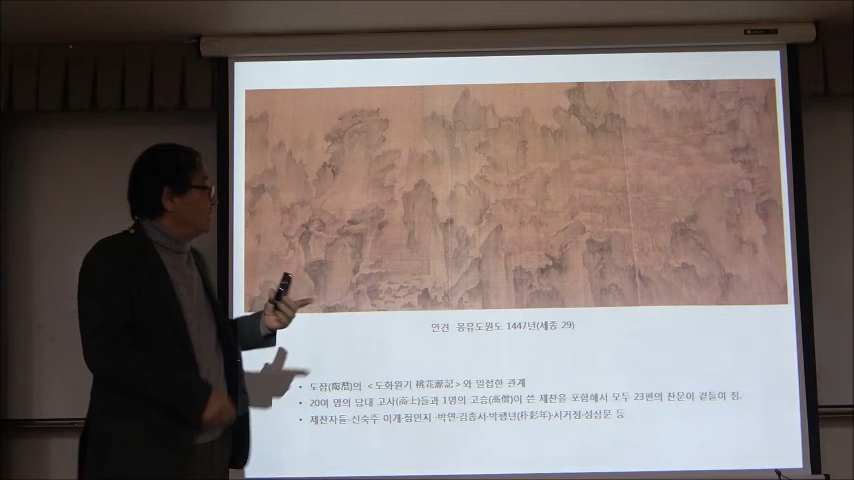 안견 몽유도원도 1447년(세종 29)
• 도잠(陶潛)의 <도화원기 桃花源記>와 밀접한 관계
• 20여 명의 당대 고사(高士)들과 1명의 고승(高僧)이 쓴 제찬을 포함해서 모두 23편의 찬문이 곁들여 짐.
• 제찬자들-신숙주·이개·정인지·박연·김종서·박팽년(朴彭年)·서거정·성삼문 등